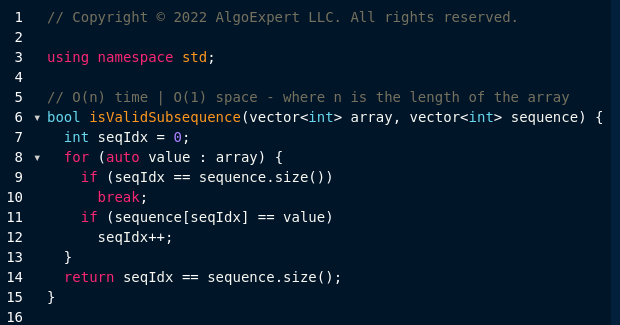 1 // Copyright © 2022 AlgoExpert LLC. All rights reserved.
2
3 using namespace std;
4
5 // O(n) time | O(1) space - where n is the length of the array
6 ▾ bool isValidSubsequence(vector<int> array, vector<int> sequence) {
7   int seqIdx = 0;
8 ▾   for (auto value : array) {
9     if (seqIdx == sequence.size())
10       break;
11     if (sequence[seqIdx] == value)
12       seqIdx++;
13   }
14   return seqIdx == sequence.size();
15 }
16